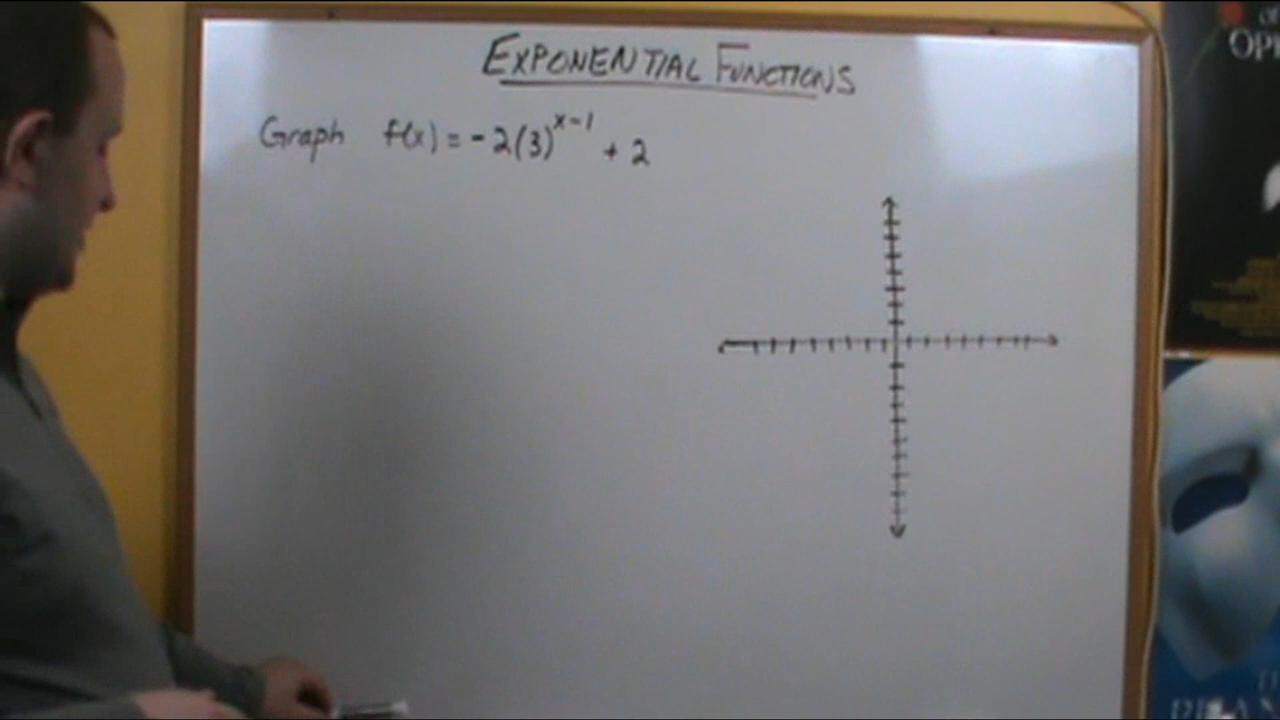 EXPONENTIAL FUNCTIONS
Graph f(x) = -2(3)^{x-1} + 2